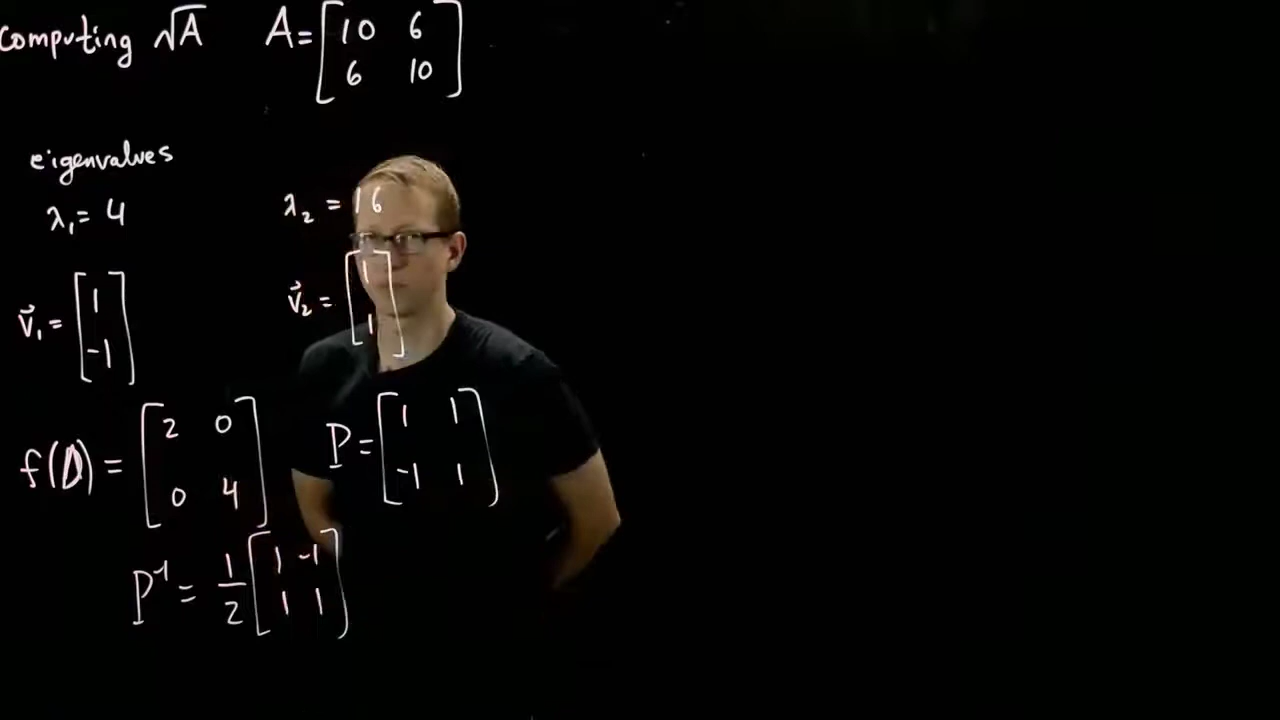 computing √A A = [10 6; 6 10]
eigenvalues
λ₁ = 4 λ₂ = 16
v⃗₁ = [1; -1] v⃗₂ = [1; 1]
f(D) = [2 0; 0 4] P = [1 1; -1 1]
P⁻¹ = 1/2 [1 -1; 1 1]